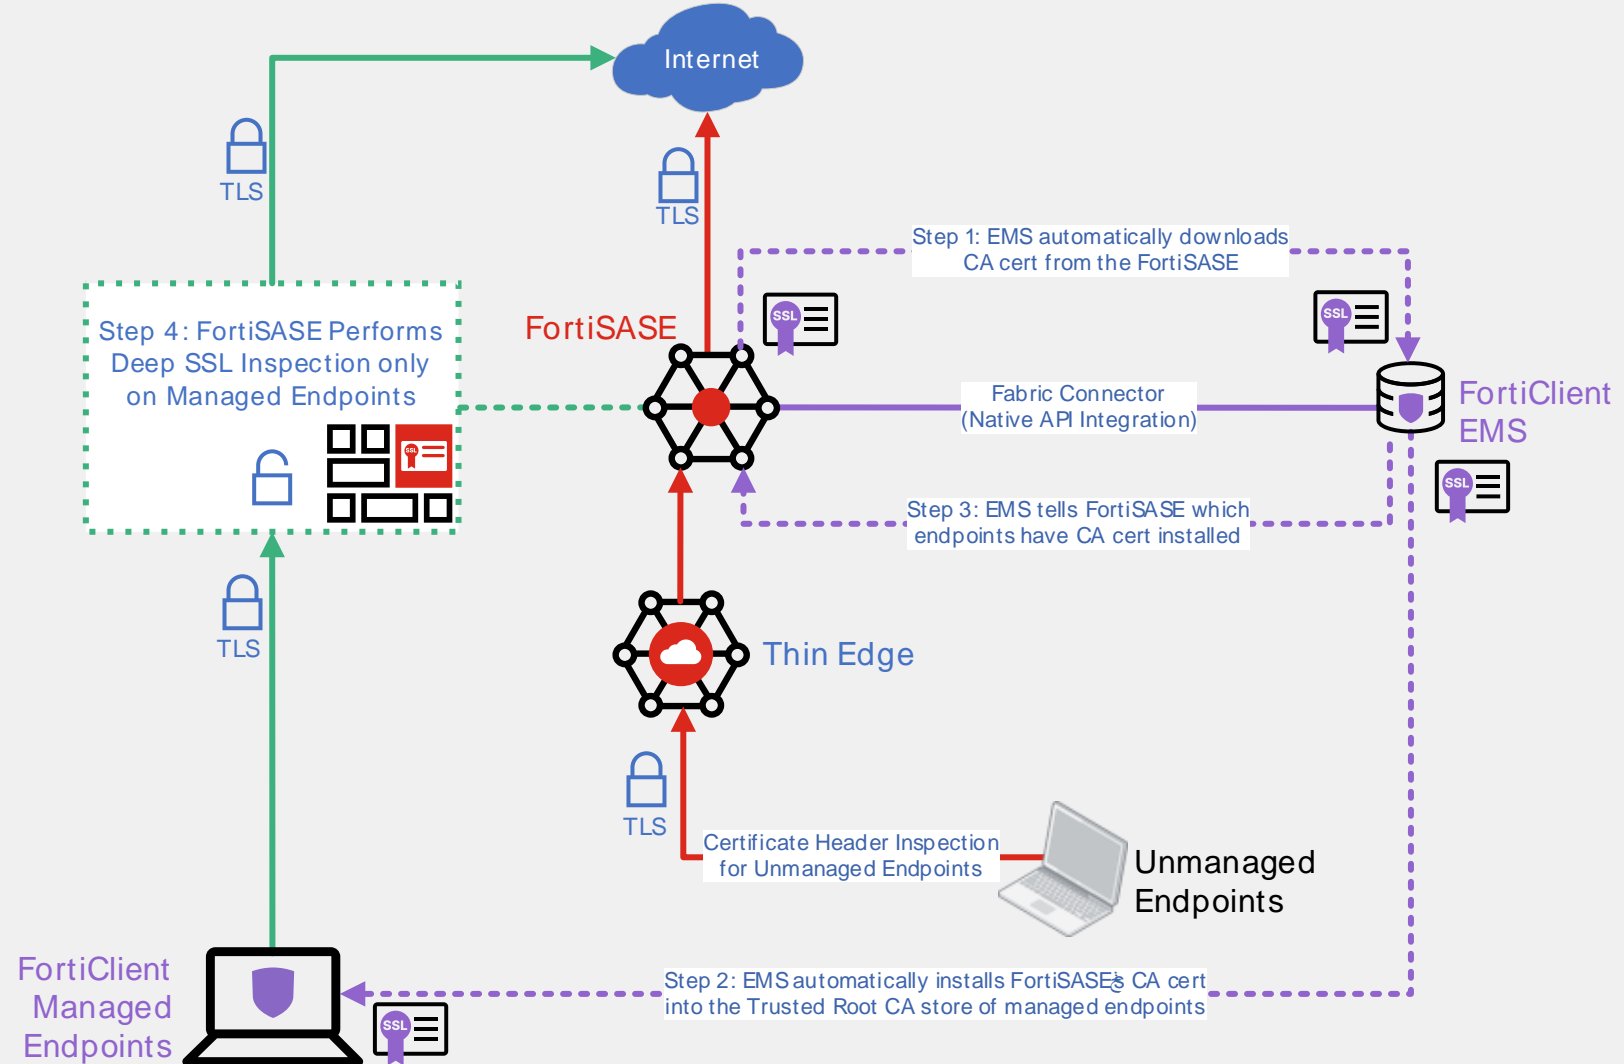 Internet
TLS
TLS
Step 1: EMS automatically downloads
CA cert from the FortiSASE
SSL
SSL
FortiSASE
Step 4: FortiSASE Performs
Deep SSL Inspection only
on Managed Endpoints
SSL
Fabric Connector
(Native API Integration)
FortiClient
EMS
SSL
Step 3: EMS tells FortiSASE which
endpoints have CA cert installed
TLS
Thin Edge
TLS
Certificate Header Inspection
for Unmanaged Endpoints
Unmanaged
Endpoints
FortiClient
Managed
Endpoints
SSL
Step 2: EMS automatically installs CA cert
into the Trusted Root CA store of managed endpoints